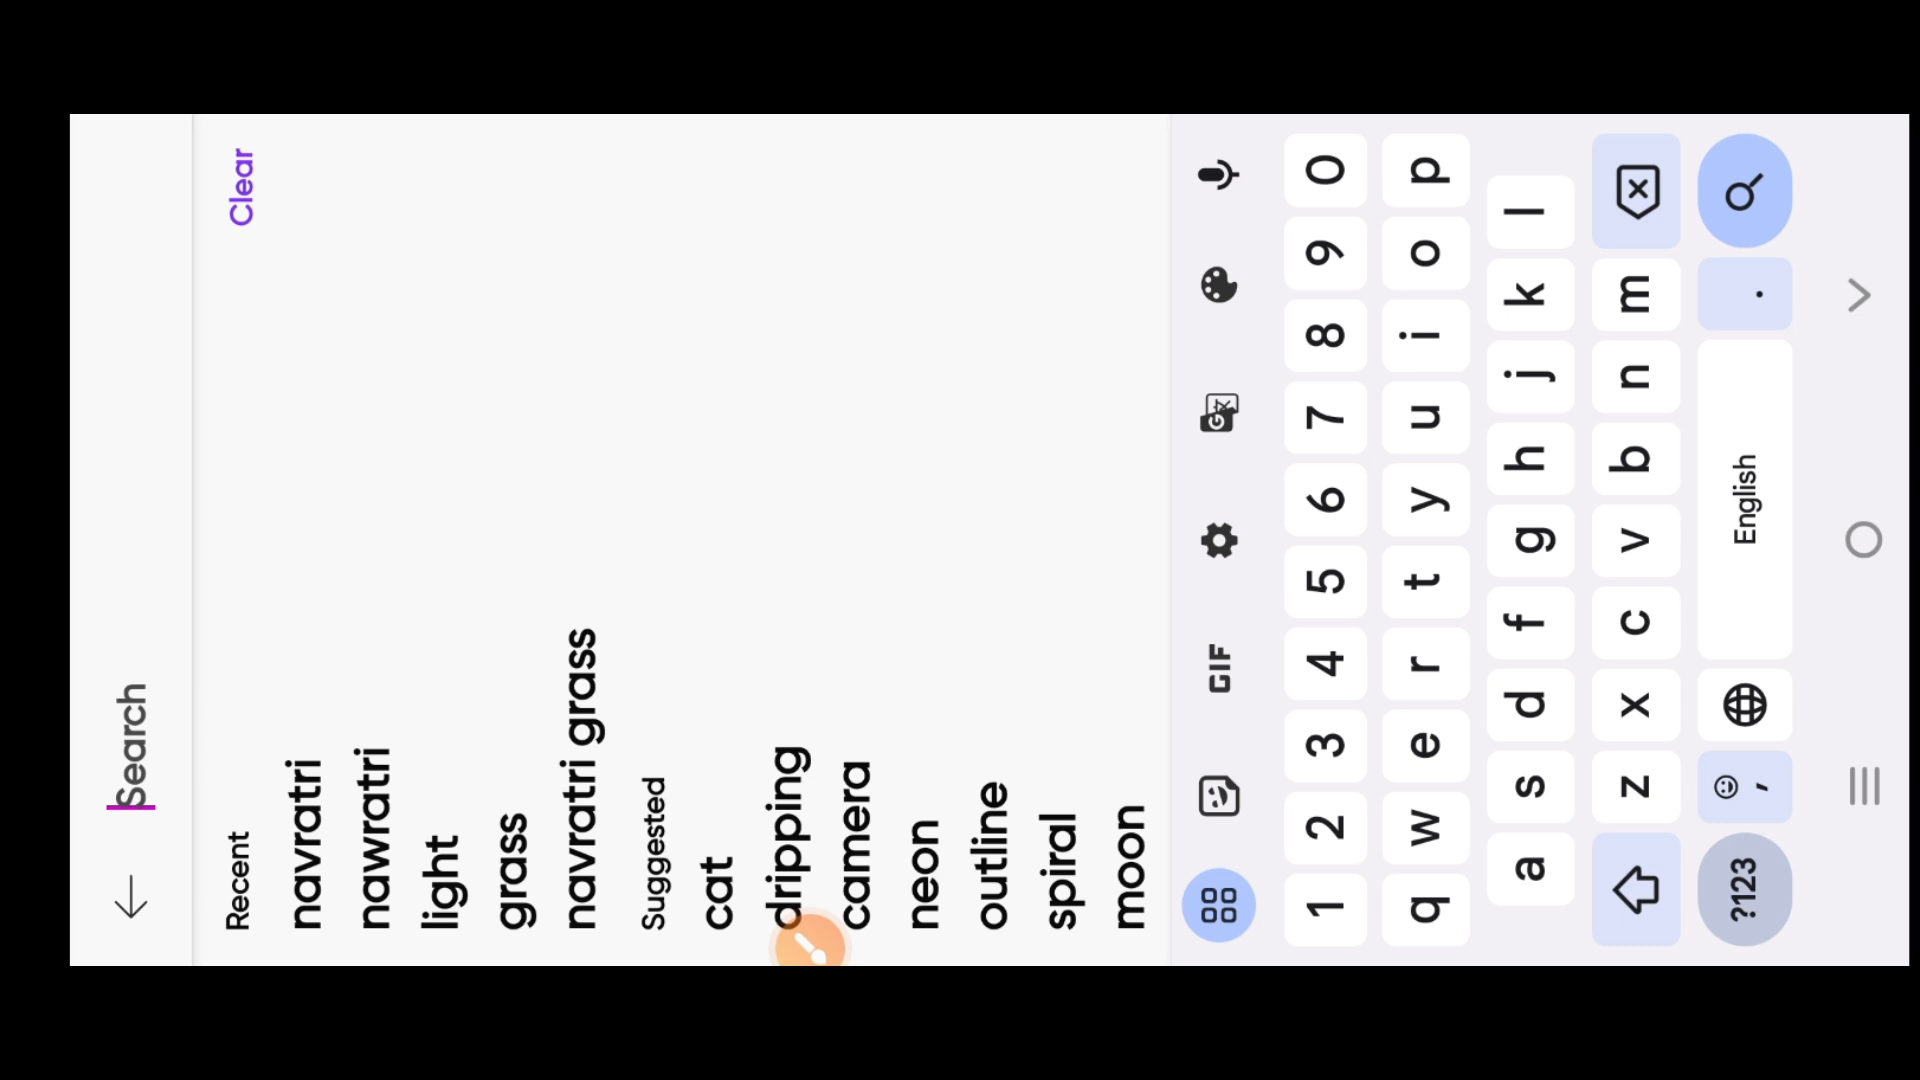 Search
Recent
Clear
navratri
nawratri
light
grass
navratri grass
Suggested
cat
dripping
camera
neon
outline
spiral
moon
GIF
1 2 3 4 5 6 7 8 9 0
q w e r t y u i o p
a s d f g h j k l
z x c v b n m
?123 , English .